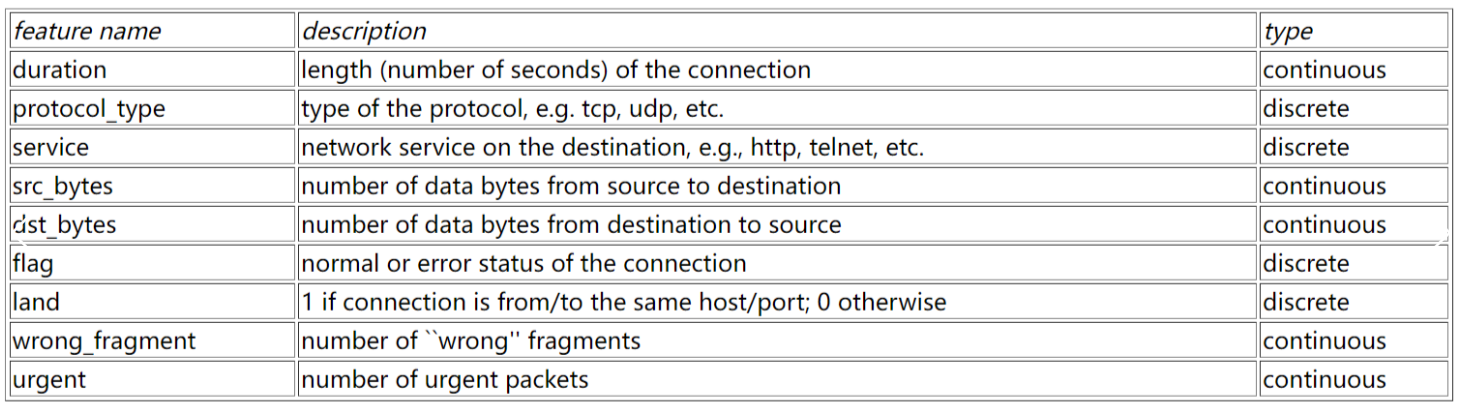 feature name description type
duration length (number of seconds) of the connection continuous
protocol_type type of the protocol, e.g. tcp, udp, etc. discrete
service network service on the destination, e.g., http, telnet, etc. discrete
src_bytes number of data bytes from source to destination continuous
dst_bytes number of data bytes from destination to source continuous
flag normal or error status of the connection discrete
land 1 if connection is from/to the same host/port; 0 otherwise discrete
wrong_fragment number of ``wrong'' fragments continuous
urgent number of urgent packets continuous